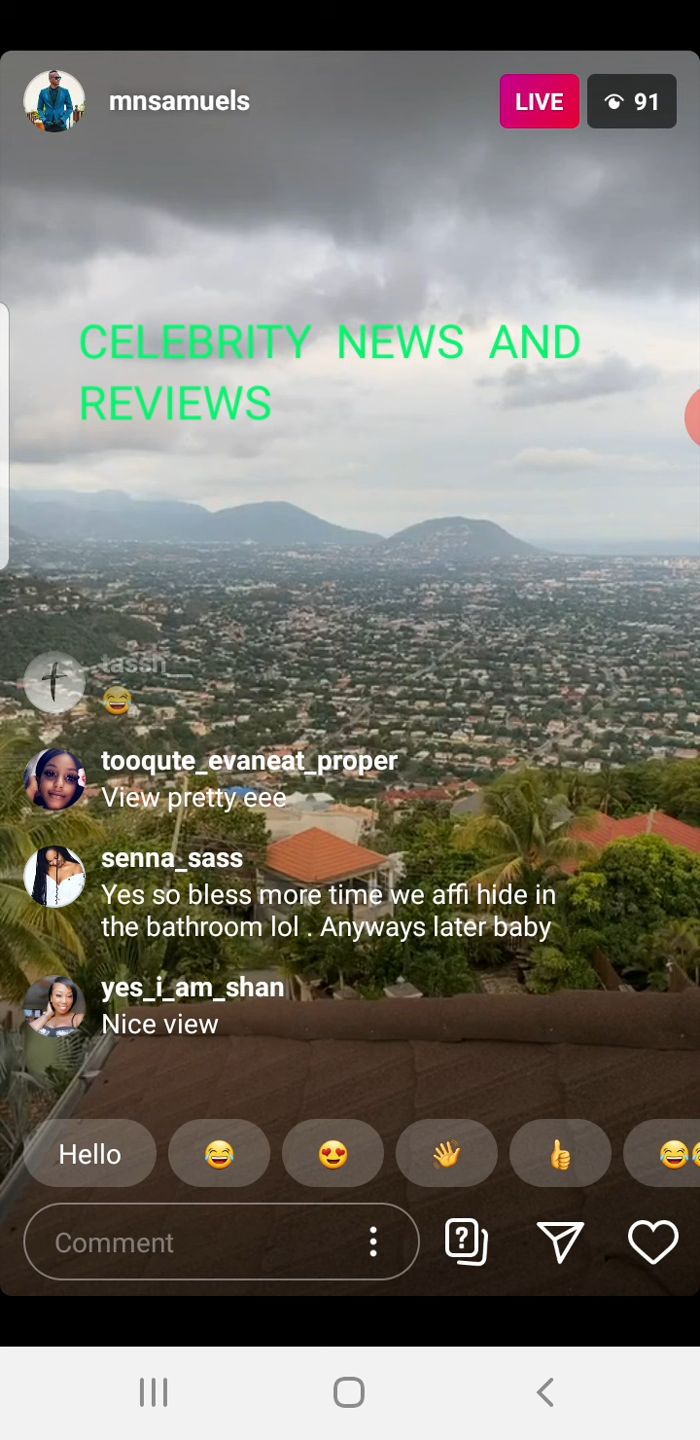 mnsamuels
LIVE
91
CELEBRITY NEWS AND
REVIEWS
tassh__
😂
tooqute_evaneat_proper
View pretty eee
senna_sass
Yes so bless more time we affi hide in
the bathroom lol . Anyways later baby
yes_i_am_shan
Nice view
Hello 😂 😍 👋 👍 😂
Comment